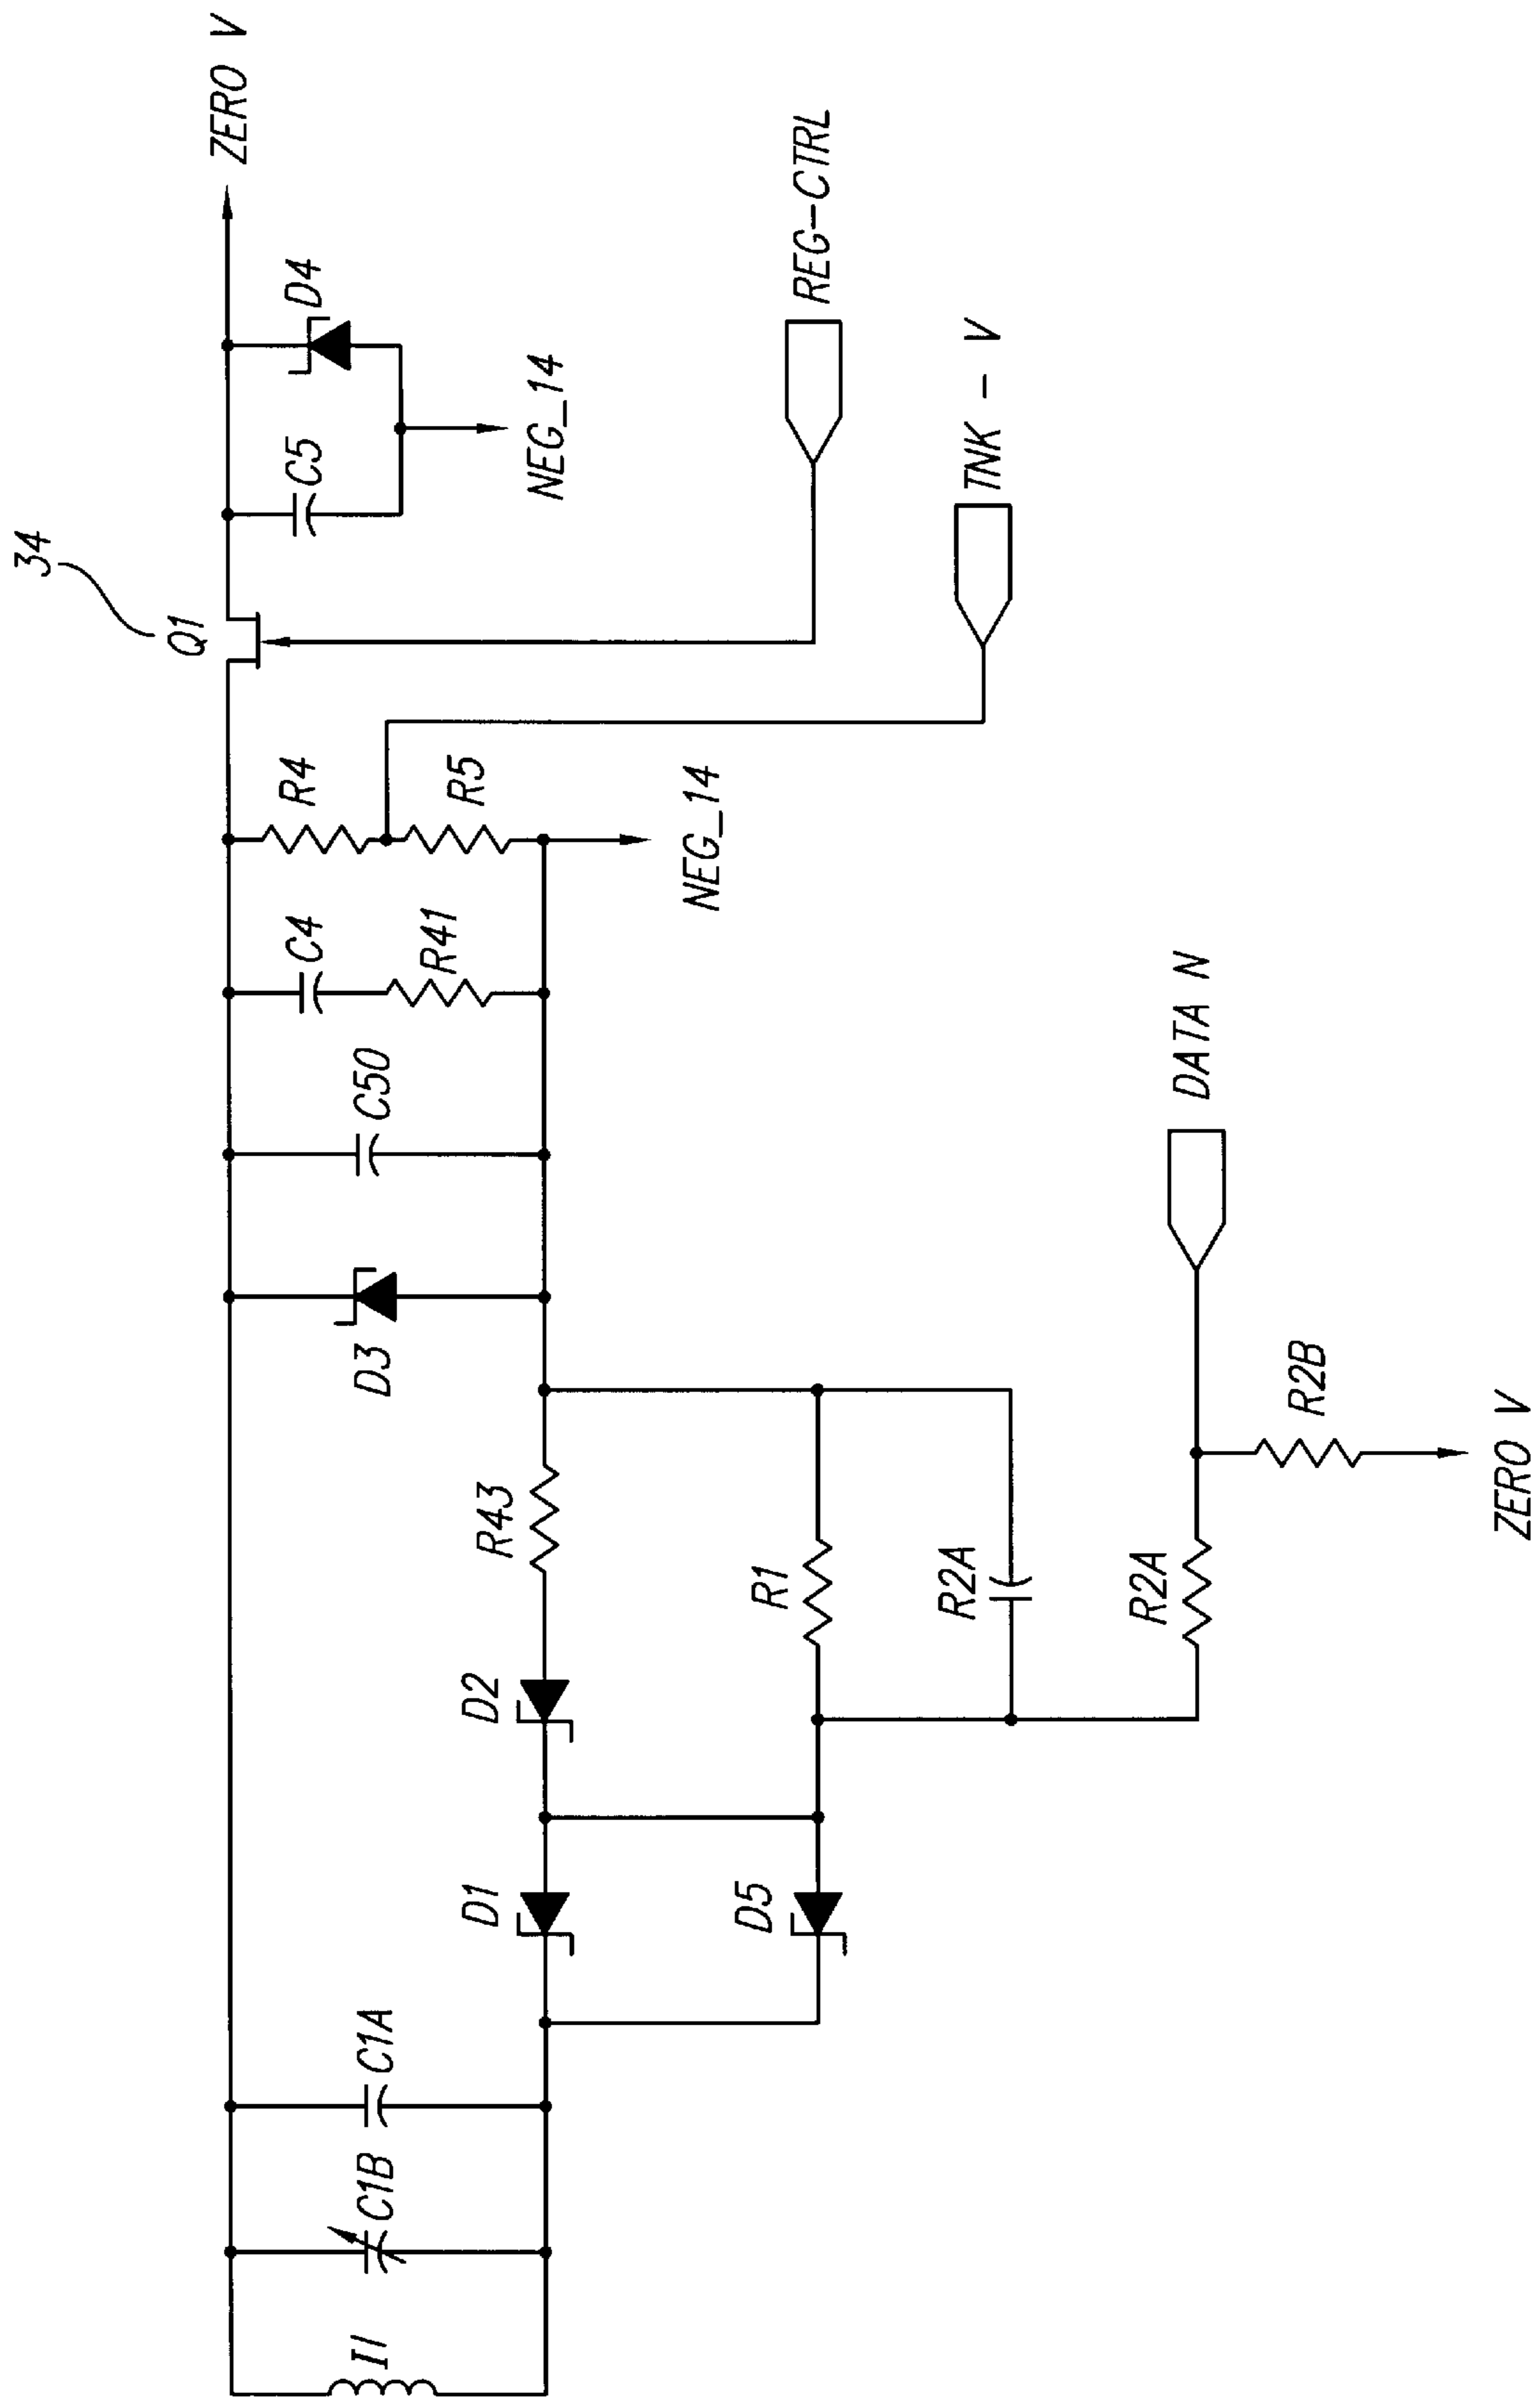 34
Q1
ZERO V
D4
C5
NEG_14
REG-CTRL
TNK - V
R4
R5
NEG_14
C4
R41
C50
D3
R43
D2
D1
R1
D5
R2A
R2A
R2B
DATA N
ZERO V
C1A
C1B
I1